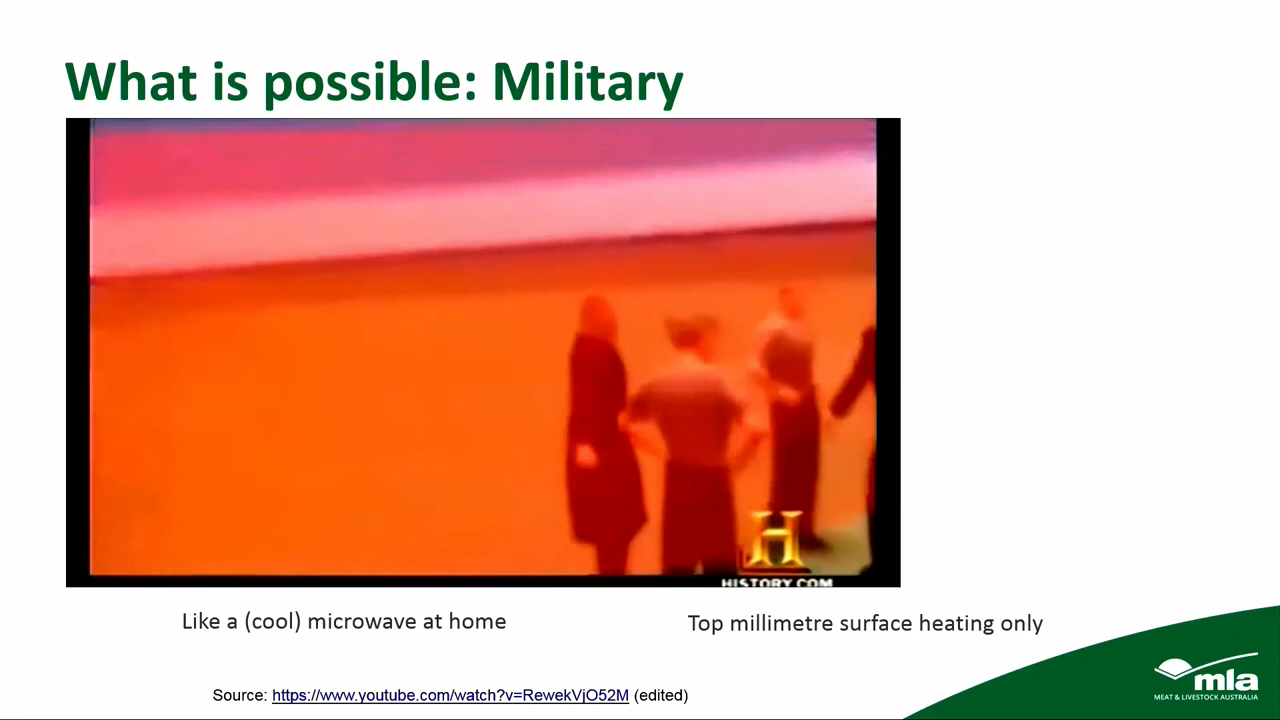 What is possible: Military
H
HISTORY.COM
Like a (cool) microwave at home
Top millimetre surface heating only
Source: https://www.youtube.com/watch?v=RewekVjO52M (edited)
mla
MEAT & LIVESTOCK AUSTRALIA